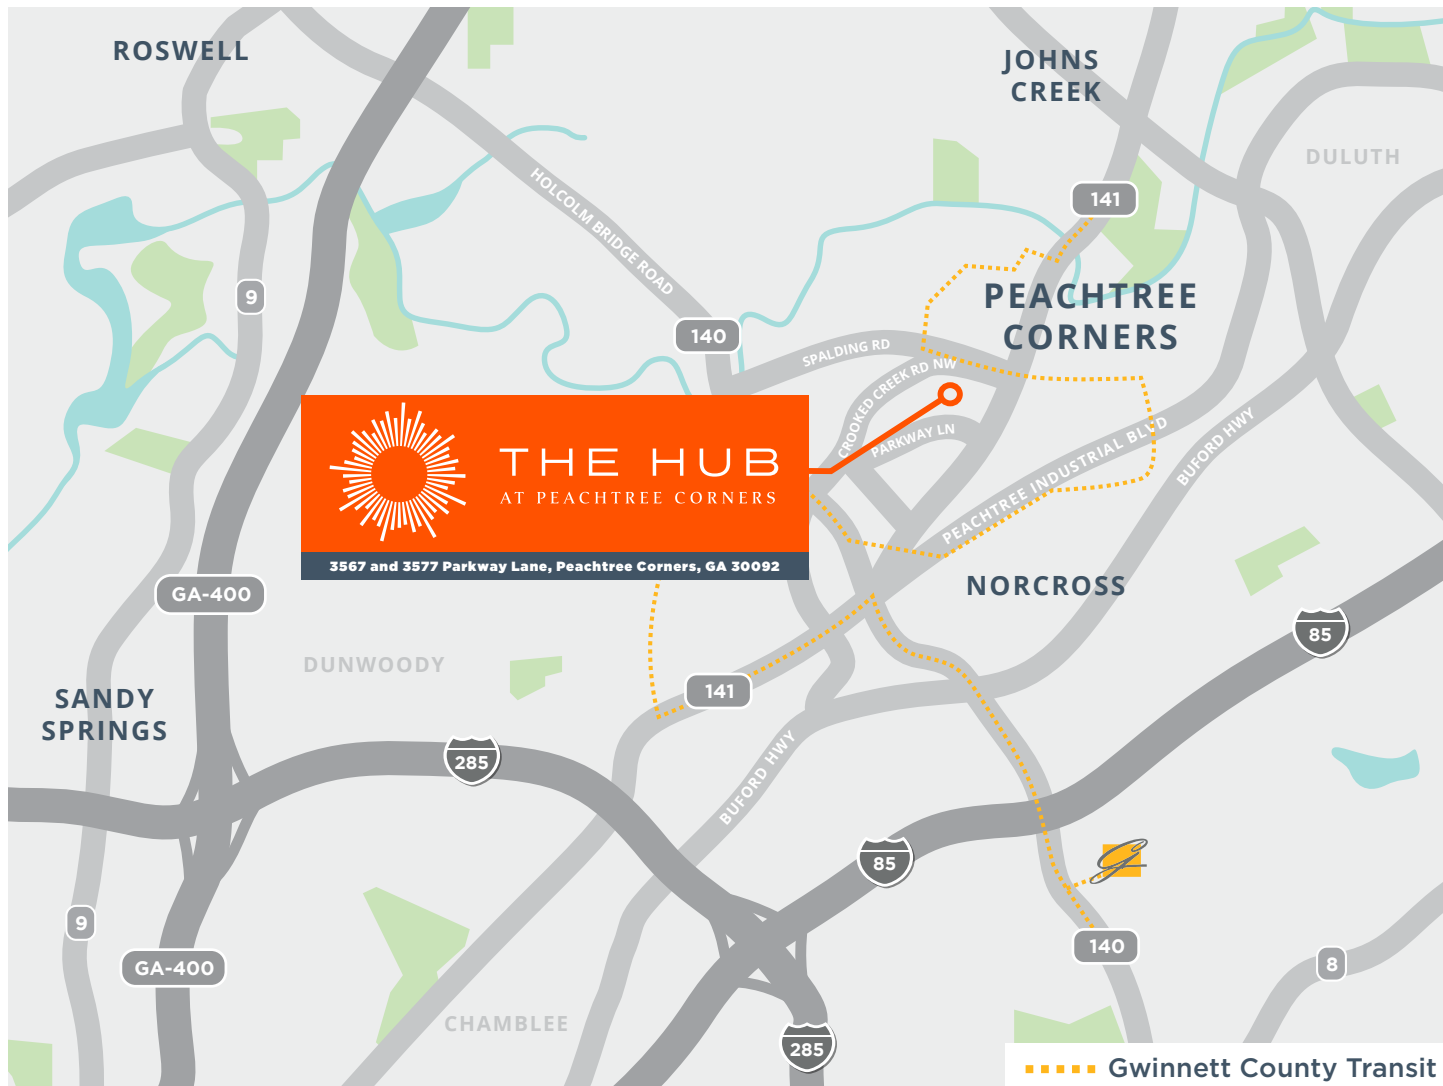 ROSWELL
JOHNS
CREEK
DULUTH
HOLCOLM BRIDGE ROAD
141
9
PEACHTREE
CORNERS
140
SPALDING RD
CROOKED CREEK RD NW
PARKWAY LN
PEACHTREE INDUSTRIAL BLVD
BUFORD HWY
THE HUB
AT PEACHTREE CORNERS
3567 and 3577 Parkway Lane, Peachtree Corners, GA 30092
GA-400
NORCROSS
85
DUNWOODY
SANDY
SPRINGS
141
285
BUFORD HWY
85
G
9
140
GA-400
8
CHAMBLEE
285
Gwinnett County Transit